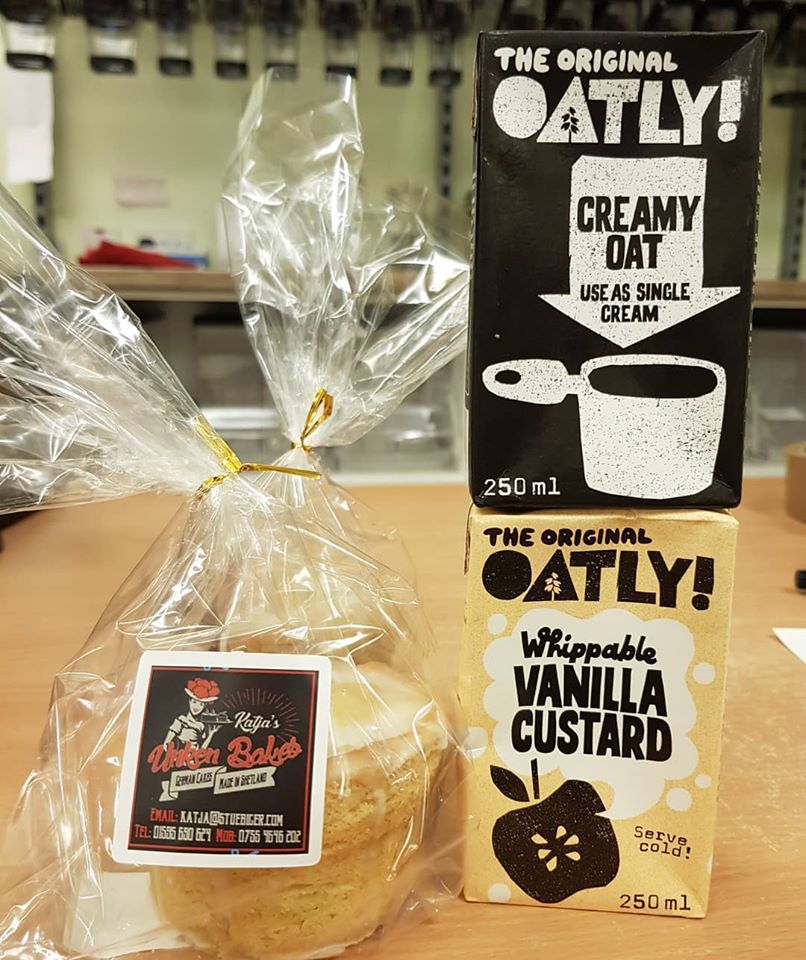 THE ORIGINAL
OATLY!
CREAMY
OAT
USE AS SINGLE
CREAM
250 ml
THE ORIGINAL
OATLY!
Whippable
VANILLA
CUSTARD
Serve
cold!
250 ml
Katja's
Unken Bakes
GERMAN CAKES MADE IN SHETLAND
EMAIL: KATJA@STUEBIGER.COM
TEL: 01595 690 624 MOB: 0755 4646 202